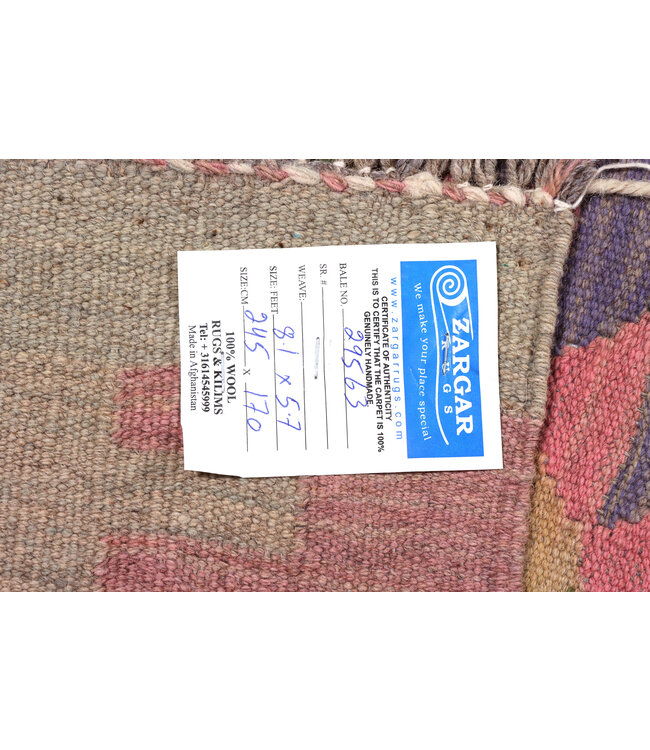 ZARGAR
RUGS
We make your place special
www.zargarrugs.com
CERTIFICATE OF AUTHENTICITY
THIS IS TO CERTIFY THAT THE CARPET IS 100%
GENUINELY HANDMADE
BALE NO. 29563
SR. #
WEAVE:
SIZE: FEET 8.1 x 5.7
SIZE:CM 245 x 170
100% WOOL
RUGS & KILIMS
Tel: + 31614545999
Made in Afghanistan